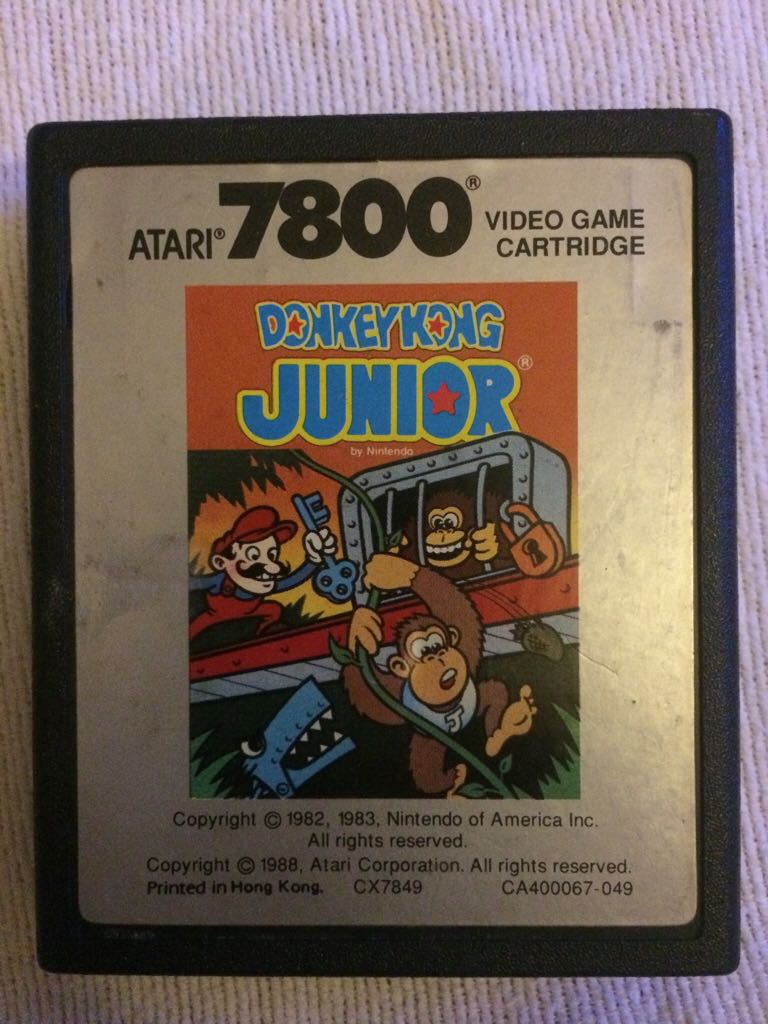 ATARI® 7800® VIDEO GAME
CARTRIDGE
DONKEY KONG
JUNIOR®
by Nintendo
J
Copyright © 1982, 1983, Nintendo of America Inc.
All rights reserved.
Copyright © 1988, Atari Corporation. All rights reserved.
Printed in Hong Kong. CX7849 CA400067-049